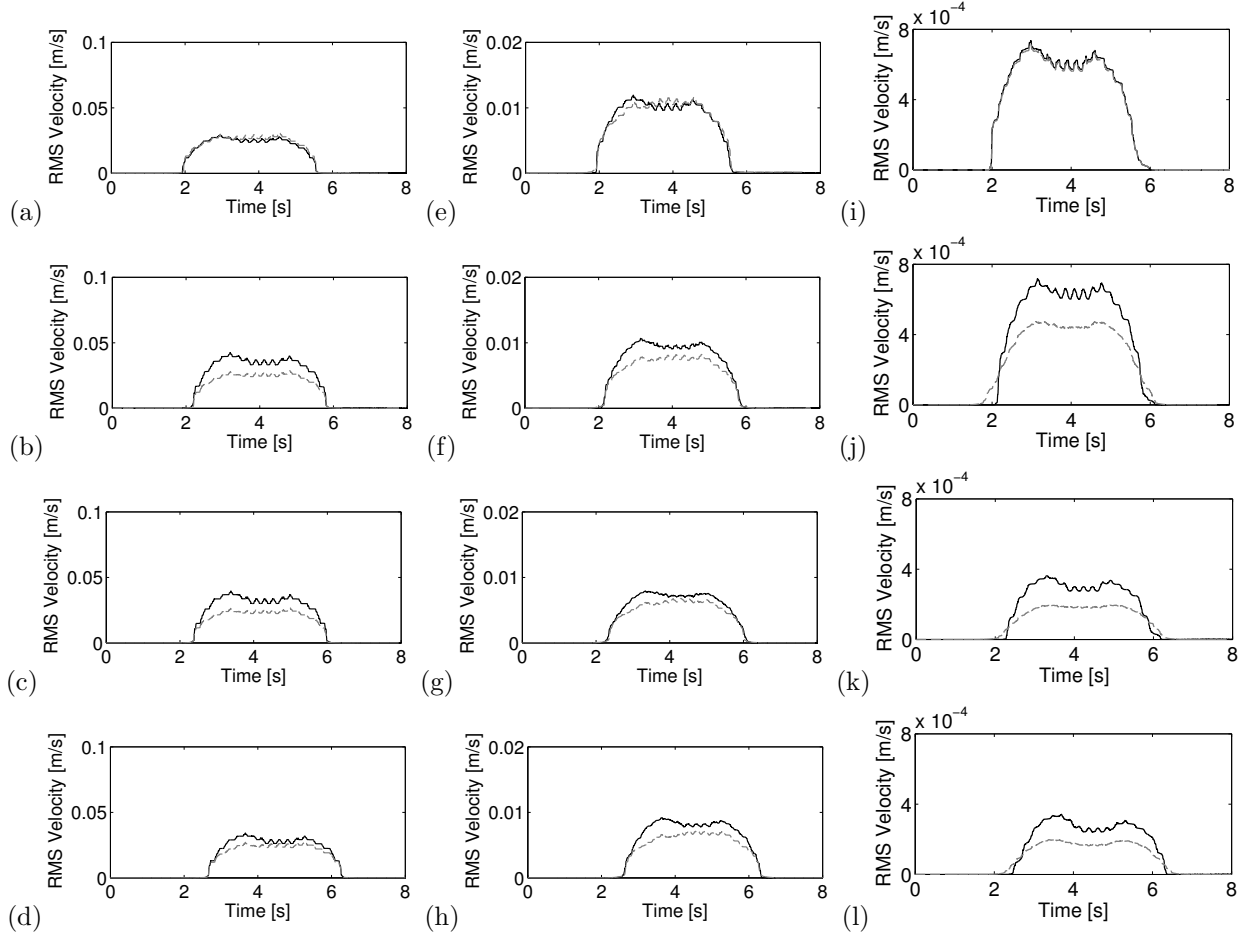 RMS Velocity [m/s]
0.1
0.05
0
0 2 4 6 8
Time [s]
(a)
RMS Velocity [m/s]
0.02
0.01
0
0 2 4 6 8
Time [s]
(e)
x 10⁻⁴
RMS Velocity [m/s]
8
4
0
0 2 4 6 8
Time [s]
(i)
RMS Velocity [m/s]
0.1
0.05
0
0 2 4 6 8
Time [s]
(b)
RMS Velocity [m/s]
0.02
0.01
0
0 2 4 6 8
Time [s]
(f)
x 10⁻⁴
RMS Velocity [m/s]
8
4
0
0 2 4 6 8
Time [s]
(j)
RMS Velocity [m/s]
0.1
0.05
0
0 2 4 6 8
Time [s]
(c)
RMS Velocity [m/s]
0.02
0.01
0
0 2 4 6 8
Time [s]
(g)
x 10⁻⁴
RMS Velocity [m/s]
8
4
0
0 2 4 6 8
Time [s]
(k)
RMS Velocity [m/s]
0.1
0.05
0
0 2 4 6 8
Time [s]
(d)
RMS Velocity [m/s]
0.02
0.01
0
0 2 4 6 8
Time [s]
(h)
x 10⁻⁴
RMS Velocity [m/s]
8
4
0
0 2 4 6 8
Time [s]
(l)